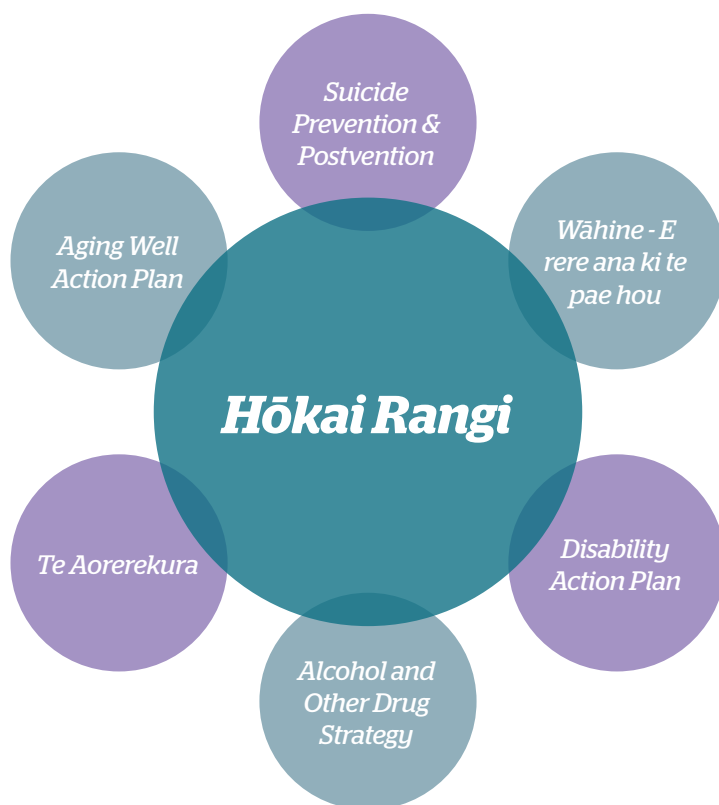 Suicide
Prevention &
Postvention
Aging Well
Action Plan
Wāhine - E
rere ana ki te
pae hou
Hōkai Rangi
Te Aorerekura
Disability
Action Plan
Alcohol and
Other Drug
Strategy